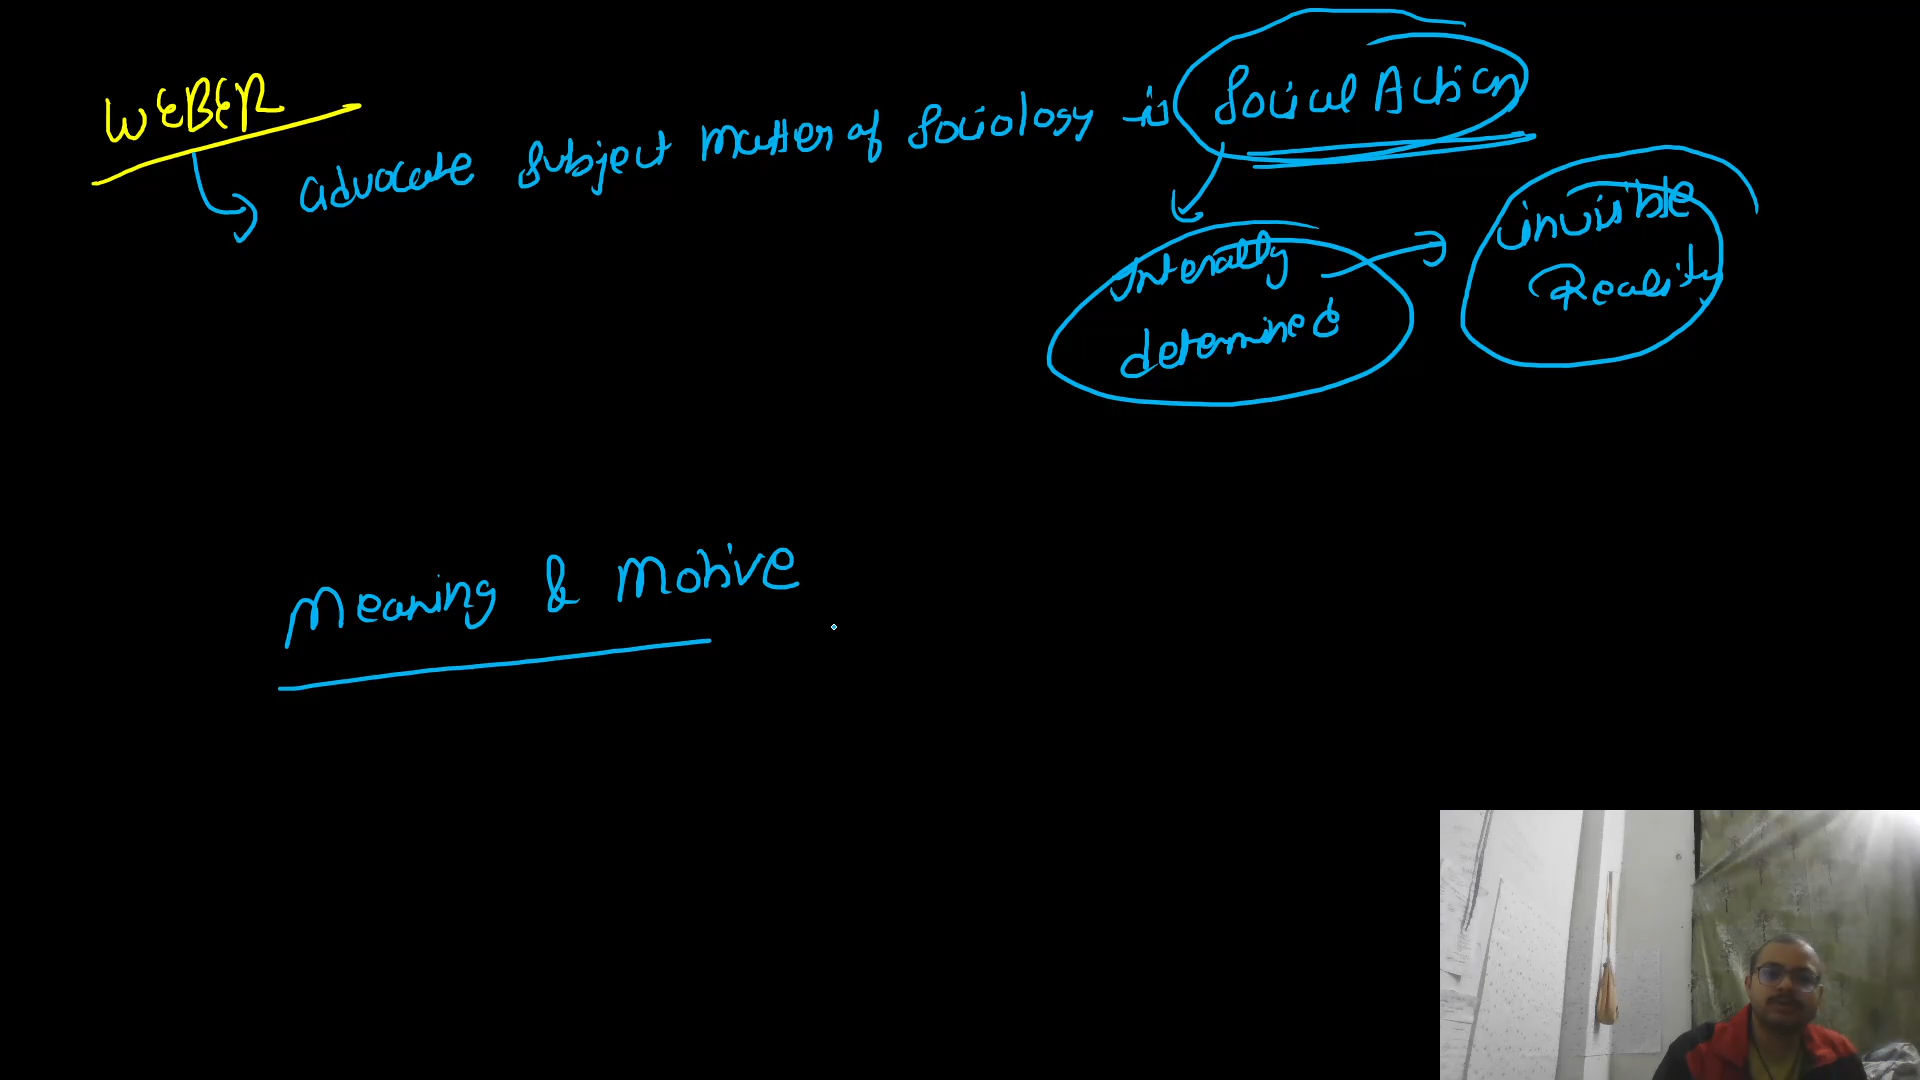 WEBER
advocate subject matter of Sociology is Social Action
Internally
determined
invisible
Reality
Meaning & Motive